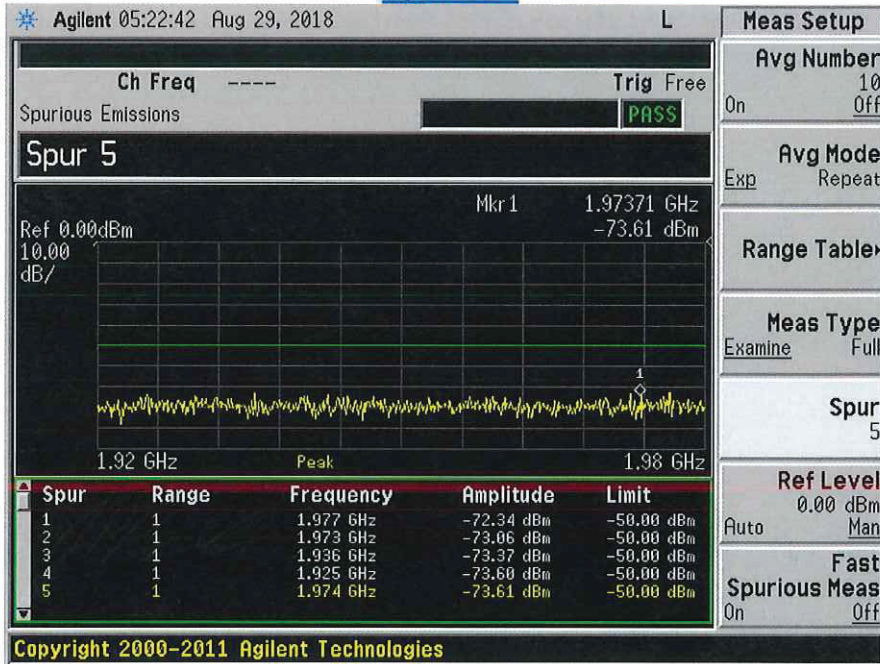 Agilent 05:22:42 Aug 29, 2018 L
Meas Setup
Ch Freq ---- Trig Free
Spurious Emissions PASS
Spur 5
Mkr1 1.97371 GHz
-73.61 dBm
Ref 0.00dBm
10.00
dB/
1
1.92 GHz Peak 1.98 GHz
Spur Range Frequency Amplitude Limit
1 1 1.977 GHz -72.34 dBm -50.00 dBm
2 1 1.973 GHz -73.06 dBm -50.00 dBm
3 1 1.936 GHz -73.37 dBm -50.00 dBm
4 1 1.925 GHz -73.60 dBm -50.00 dBm
5 1 1.974 GHz -73.61 dBm -50.00 dBm
Copyright 2000-2011 Agilent Technologies
Avg Number
10
On Off
Avg Mode
Exp Repeat
Range Table
Meas Type
Examine Full
Spur
5
Ref Level
0.00 dBm
Auto Man
Fast
Spurious Meas
On Off